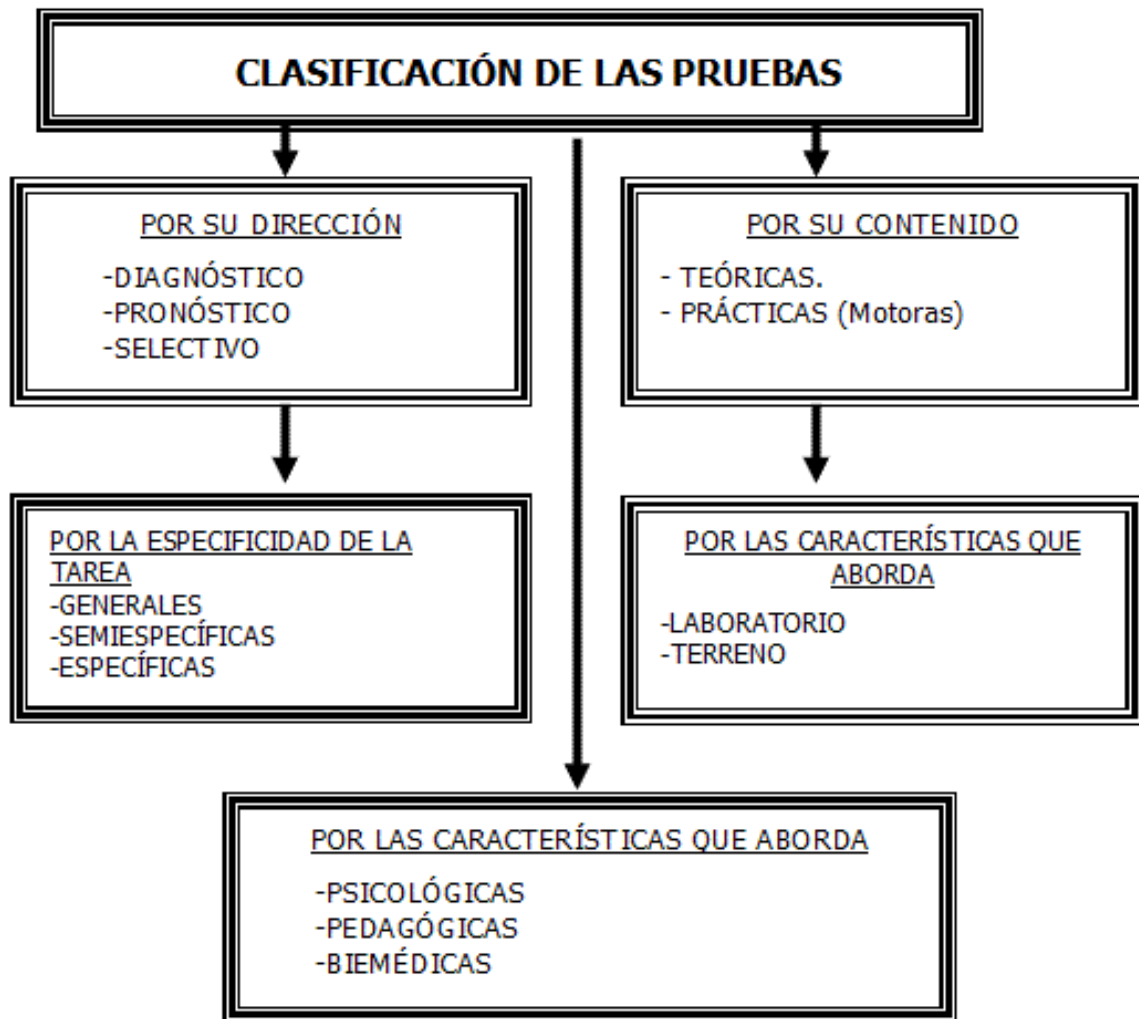 CLASIFICACIÓN DE LAS PRUEBAS
POR SU DIRECCIÓN
-DIAGNÓSTICO
-PRONÓSTICO
-SELECTIVO
POR SU CONTENIDO
- TEÓRICAS.
- PRÁCTICAS (Motoras)
POR LA ESPECIFICIDAD DE LA
TAREA
-GENERALES
-SEMIESPECÍFICAS
-ESPECÍFICAS
POR LAS CARACTERÍSTICAS QUE
ABORDA
-LABORATORIO
-TERRENO
POR LAS CARACTERÍSTICAS QUE ABORDA
-PSICOLÓGICAS
-PEDAGÓGICAS
-BIEMÉDICAS